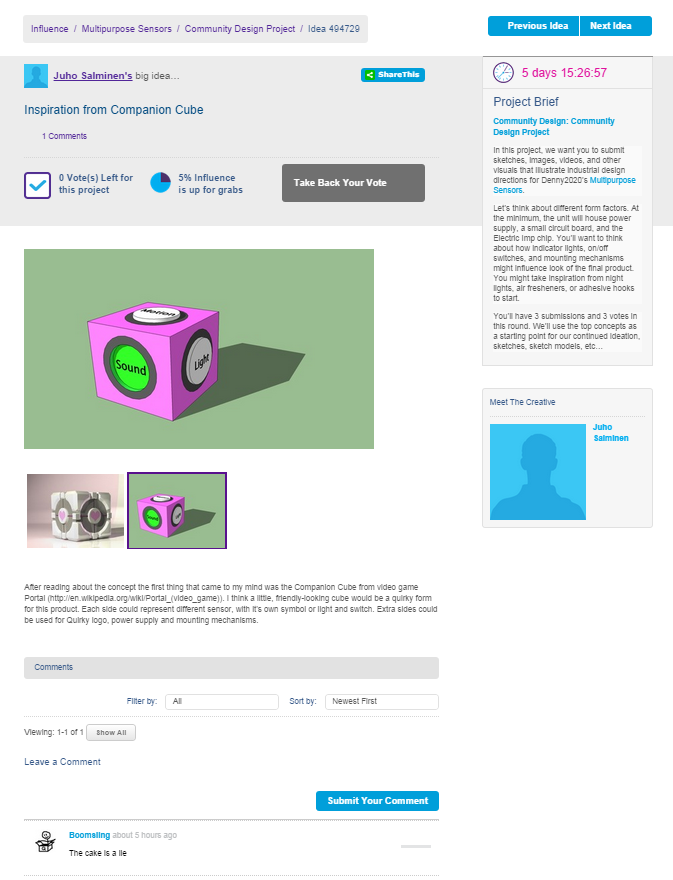 Influence / Multipurpose Sensors / Community Design Project / Idea 494729
Previous Idea
Next Idea
Juho Salminen's big idea...
ShareThis
Inspiration from Companion Cube
1 Comments
0 Vote(s) Left for
this project
5% Influence
is up for grabs
Take Back Your Vote
5 days 15:26:57
Project Brief
Community Design: Community
Design Project
In this project, we want you to submit
sketches, images, videos, and other
visuals that illustrate industrial design
directions for Denny2020's Multipurpose
Sensors.
Let's think about different form factors. At
the minimum, the unit will house power
supply, a small circuit board, and the
Electric Imp chip. You'll want to think
about how indicator lights, on/off
switches, and mounting mechanisms
might influence look of the final product.
You might take inspiration from night
lights, air fresheners, or adhesive hooks
to start.
You'll have 3 submissions and 3 votes in
this round. We'll use the top concepts as
a starting point for our continued ideation,
sketches, sketch models, etc...
Meet The Creative
Juho
Salminen
Motion
Sound
Light
Sound
After reading about the concept the first thing that came to my mind was the Companion Cube from video game
Portal (http://en.wikipedia.org/wiki/Portal_(video_game)). I think a little, friendly-looking cube would be a quirky form
for this product. Each side could represent different sensor, with it's own symbol or light and switch. Extra sides could
be used for Quirky logo, power supply and mounting mechanisms.
Comments
Filter by: All Sort by: Newest First
Viewing: 1-1 of 1 Show All
Leave a Comment
Submit Your Comment
Boomsling about 5 hours ago
The cake is a lie